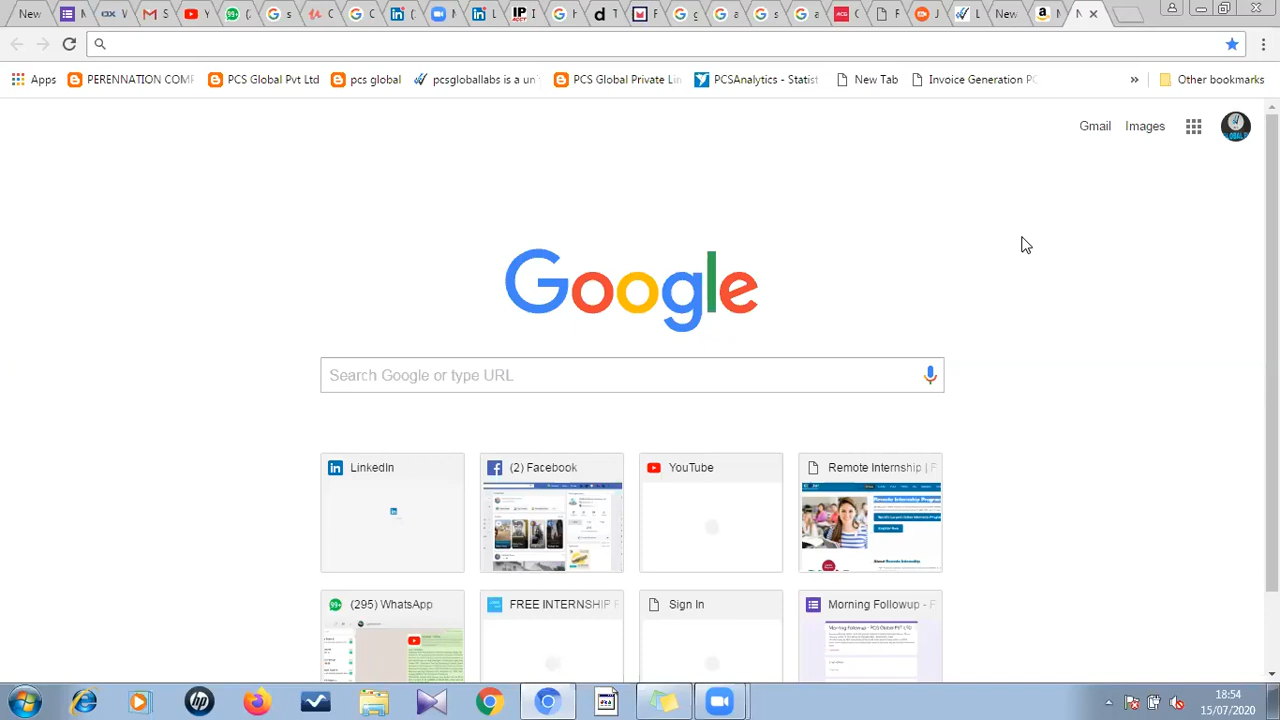 New
Apps
PERENNATION COMP
PCS Global Pvt Ltd
pcs global
pcsgloballabs is a un
PCS Global Private Lin
PCSAnalytics - Statist
New Tab
Invoice Generation PC
»
Other bookmarks
Gmail
Images
Google
Search Google or type URL
LinkedIn
(2) Facebook
YouTube
Remote Internship | F
(295) WhatsApp
FREE INTERNSHIP F
Sign In
Morning Followup - F
18:54
15/07/2020